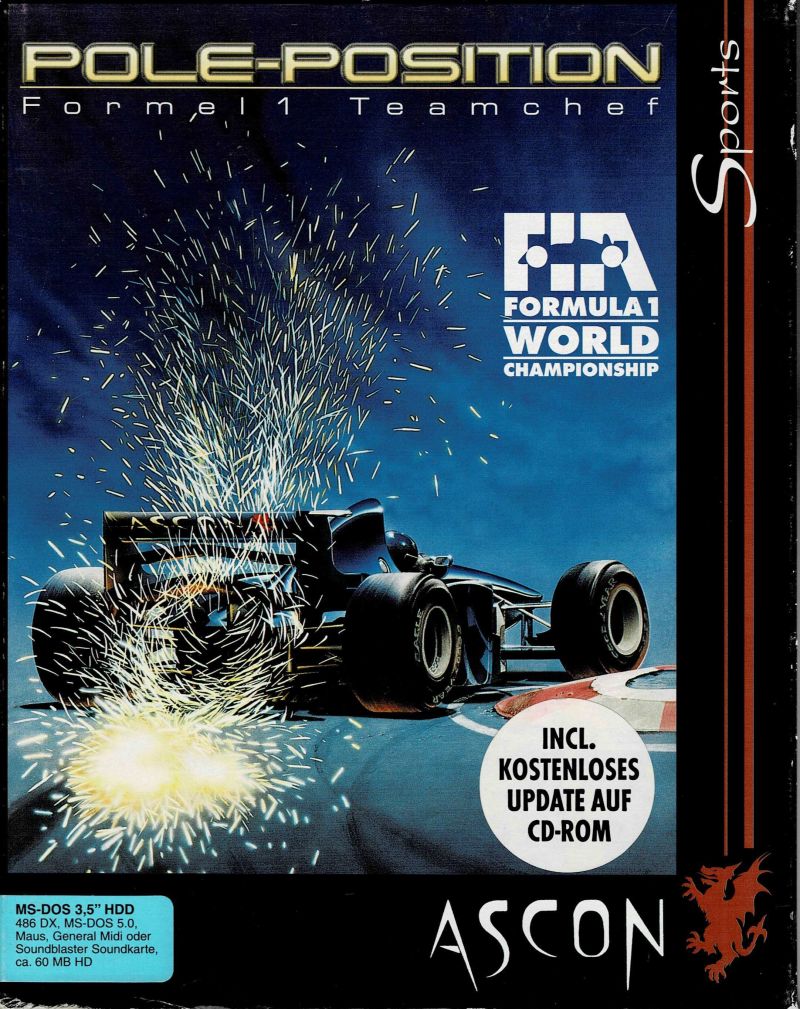 POLE-POSITION
Formel 1 Teamchef
Sports
FIA
FORMULA 1
WORLD
CHAMPIONSHIP
ASCON
INCL.
KOSTENLOSES
UPDATE AUF
CD-ROM
MS-DOS 3,5” HDD
486 DX, MS-DOS 5.0,
Maus, General Midi oder
Soundblaster Soundkarte,
ca. 60 MB HD
ASCON